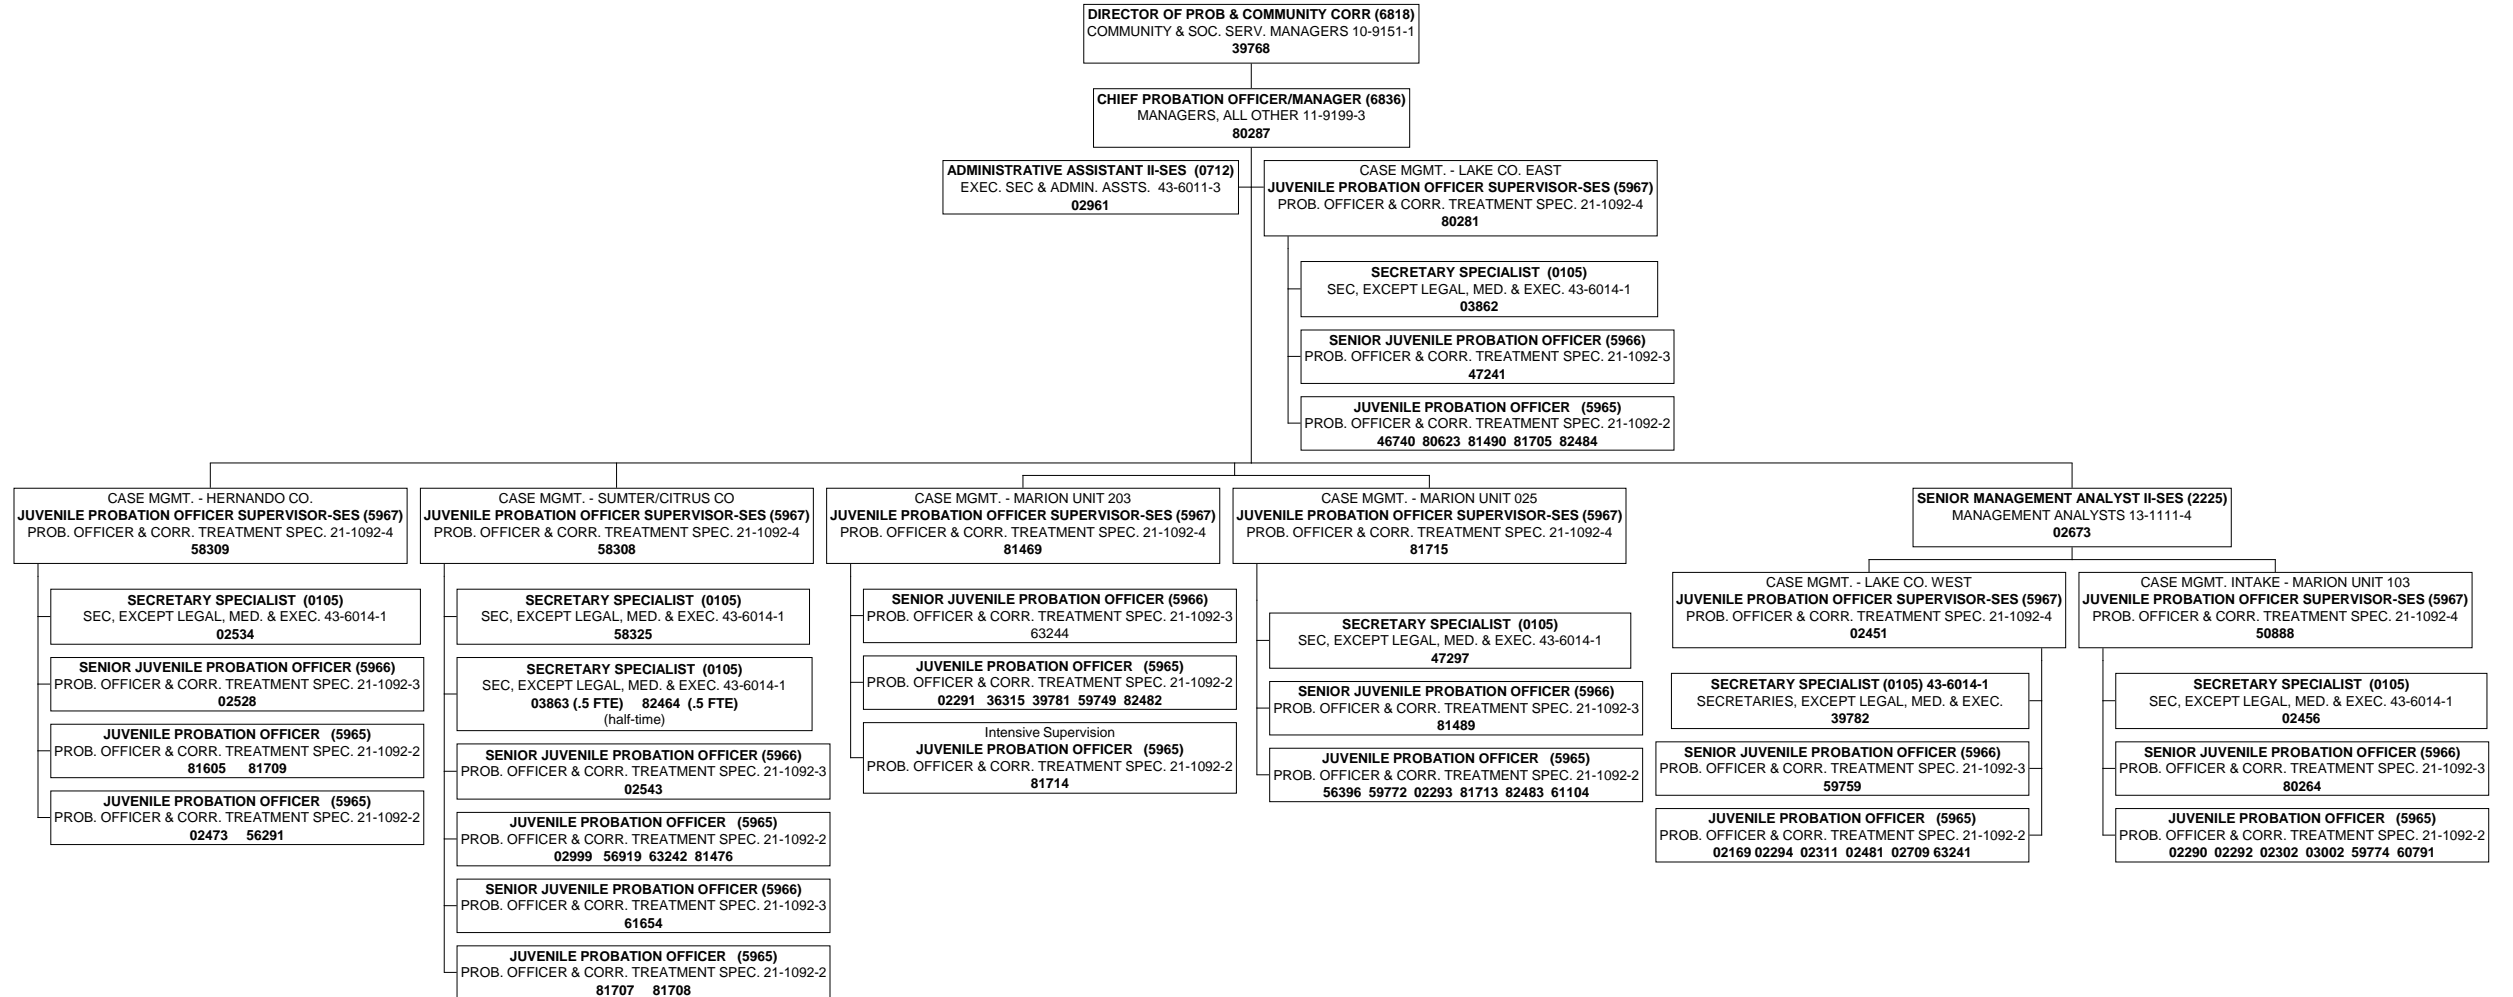 DIRECTOR OF PROB & COMMUNITY CORR (6818)
COMMUNITY & SOC. SERV. MANAGERS 10-9151-1
39768
CHIEF PROBATION OFFICER/MANAGER (6836)
MANAGERS, ALL OTHER 11-9199-3
80287
ADMINISTRATIVE ASSISTANT II-SES (0712)
EXEC. SEC & ADMIN. ASSTS. 43-6011-3
02961
CASE MGMT. - LAKE CO. EAST
JUVENILE PROBATION OFFICER SUPERVISOR-SES (5967)
PROB. OFFICER & CORR. TREATMENT SPEC. 21-1092-4
80281
SECRETARY SPECIALIST (0105)
SEC, EXCEPT LEGAL, MED. & EXEC. 43-6014-1
03862
SENIOR JUVENILE PROBATION OFFICER (5966)
PROB. OFFICER & CORR. TREATMENT SPEC. 21-1092-3
47241
JUVENILE PROBATION OFFICER (5965)
PROB. OFFICER & CORR. TREATMENT SPEC. 21-1092-2
46740 80623 81490 81705 82484
CASE MGMT. - HERNANDO CO.
JUVENILE PROBATION OFFICER SUPERVISOR-SES (5967)
PROB. OFFICER & CORR. TREATMENT SPEC. 21-1092-4
58309
SECRETARY SPECIALIST (0105)
SEC, EXCEPT LEGAL, MED. & EXEC. 43-6014-1
02534
SENIOR JUVENILE PROBATION OFFICER (5966)
PROB. OFFICER & CORR. TREATMENT SPEC. 21-1092-3
02528
JUVENILE PROBATION OFFICER (5965)
PROB. OFFICER & CORR. TREATMENT SPEC. 21-1092-2
81605 81709
JUVENILE PROBATION OFFICER (5965)
PROB. OFFICER & CORR. TREATMENT SPEC. 21-1092-2
02473 56291
CASE MGMT. - SUMTER/CITRUS CO
JUVENILE PROBATION OFFICER SUPERVISOR-SES (5967)
PROB. OFFICER & CORR. TREATMENT SPEC. 21-1092-4
58308
SECRETARY SPECIALIST (0105)
SEC, EXCEPT LEGAL, MED. & EXEC. 43-6014-1
58325
SECRETARY SPECIALIST (0105)
SEC, EXCEPT LEGAL, MED. & EXEC. 43-6014-1
03863 (.5 FTE) 82464 (.5 FTE)
(half-time)
SENIOR JUVENILE PROBATION OFFICER (5966)
PROB. OFFICER & CORR. TREATMENT SPEC. 21-1092-3
02543
JUVENILE PROBATION OFFICER (5965)
PROB. OFFICER & CORR. TREATMENT SPEC. 21-1092-2
02999 56919 63242 81476
SENIOR JUVENILE PROBATION OFFICER (5966)
PROB. OFFICER & CORR. TREATMENT SPEC. 21-1092-3
61654
JUVENILE PROBATION OFFICER (5965)
PROB. OFFICER & CORR. TREATMENT SPEC. 21-1092-2
81707 81708
CASE MGMT. - MARION UNIT 203
JUVENILE PROBATION OFFICER SUPERVISOR-SES (5967)
PROB. OFFICER & CORR. TREATMENT SPEC. 21-1092-4
81469
SENIOR JUVENILE PROBATION OFFICER (5966)
PROB. OFFICER & CORR. TREATMENT SPEC. 21-1092-3
63244
JUVENILE PROBATION OFFICER (5965)
PROB. OFFICER & CORR. TREATMENT SPEC. 21-1092-2
02291 36315 39781 59749 82482
Intensive Supervision
JUVENILE PROBATION OFFICER (5965)
PROB. OFFICER & CORR. TREATMENT SPEC. 21-1092-2
81714
CASE MGMT. - MARION UNIT 025
JUVENILE PROBATION OFFICER SUPERVISOR-SES (5967)
PROB. OFFICER & CORR. TREATMENT SPEC. 21-1092-4
81715
SECRETARY SPECIALIST (0105)
SEC, EXCEPT LEGAL, MED. & EXEC. 43-6014-1
47297
SENIOR JUVENILE PROBATION OFFICER (5966)
PROB. OFFICER & CORR. TREATMENT SPEC. 21-1092-3
81489
JUVENILE PROBATION OFFICER (5965)
PROB. OFFICER & CORR. TREATMENT SPEC. 21-1092-2
56396 59772 02293 81713 82483 61104
SENIOR MANAGEMENT ANALYST II-SES (2225)
MANAGEMENT ANALYSTS 13-1111-4
02673
CASE MGMT. - LAKE CO. WEST
JUVENILE PROBATION OFFICER SUPERVISOR-SES (5967)
PROB. OFFICER & CORR. TREATMENT SPEC. 21-1092-4
02451
SECRETARY SPECIALIST (0105) 43-6014-1
SECRETARIES, EXCEPT LEGAL, MED. & EXEC.
39782
SENIOR JUVENILE PROBATION OFFICER (5966)
PROB. OFFICER & CORR. TREATMENT SPEC. 21-1092-3
59759
JUVENILE PROBATION OFFICER (5965)
PROB. OFFICER & CORR. TREATMENT SPEC. 21-1092-2
02169 02294 02311 02481 02709 63241
CASE MGMT. INTAKE - MARION UNIT 103
JUVENILE PROBATION OFFICER SUPERVISOR-SES (5967)
PROB. OFFICER & CORR. TREATMENT SPEC. 21-1092-4
50888
SECRETARY SPECIALIST (0105)
SEC, EXCEPT LEGAL, MED. & EXEC. 43-6014-1
02456
SENIOR JUVENILE PROBATION OFFICER (5966)
PROB. OFFICER & CORR. TREATMENT SPEC. 21-1092-3
80264
JUVENILE PROBATION OFFICER (5965)
PROB. OFFICER & CORR. TREATMENT SPEC. 21-1092-2
02290 02292 02302 03002 59774 60791